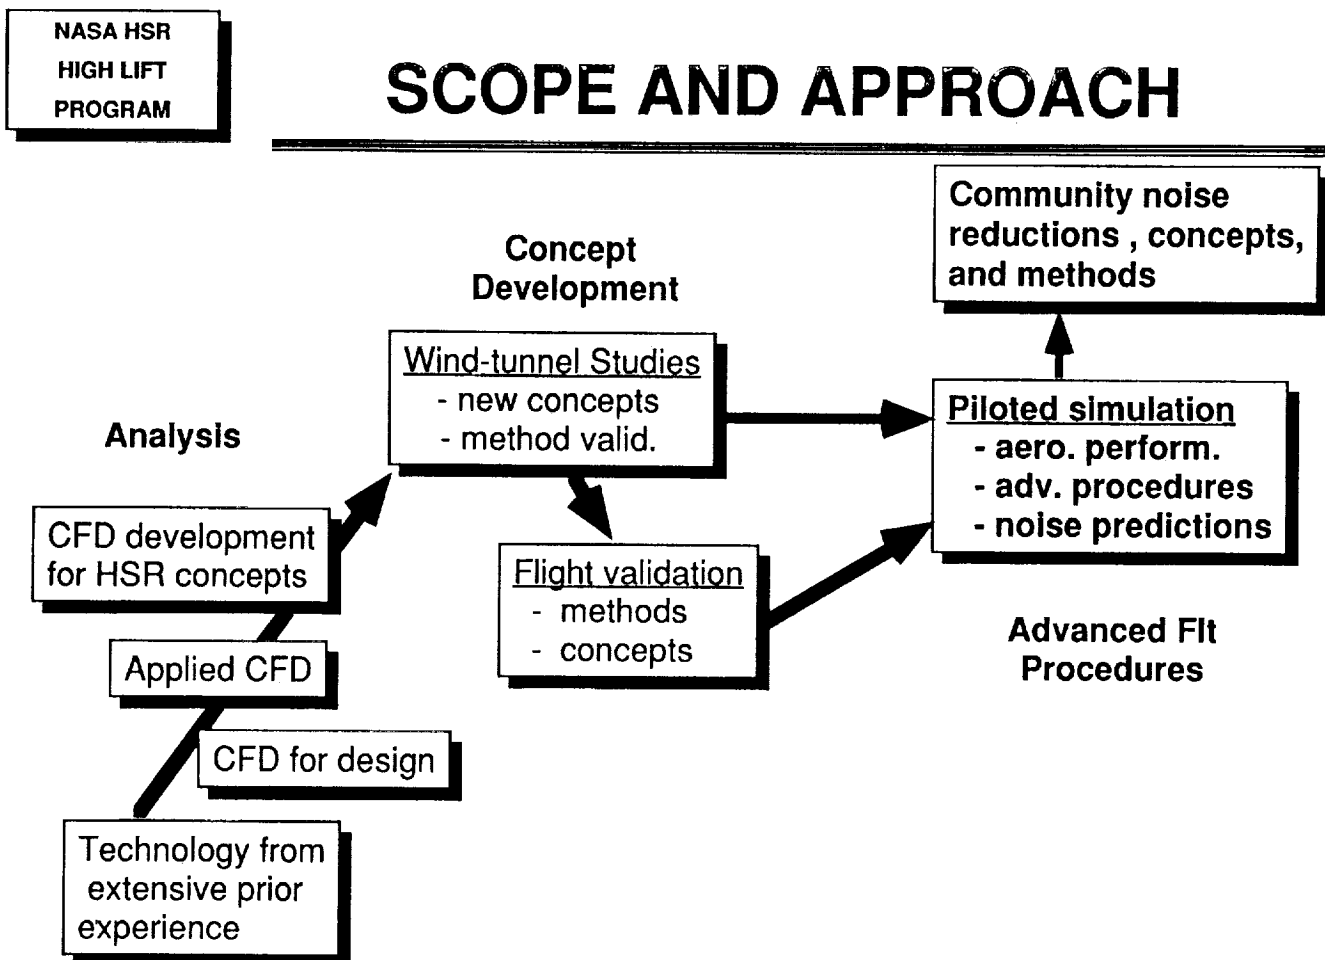 NASA HSR
HIGH LIFT
PROGRAM
SCOPE AND APPROACH
Community noise
reductions , concepts,
and methods
Concept
Development
Wind-tunnel Studies
- new concepts
- method valid.
Piloted simulation
- aero. perform.
- adv. procedures
- noise predictions
Analysis
CFD development
for HSR concepts
Flight validation
- methods
- concepts
Advanced Flt
Procedures
Applied CFD
CFD for design
Technology from
extensive prior
experience